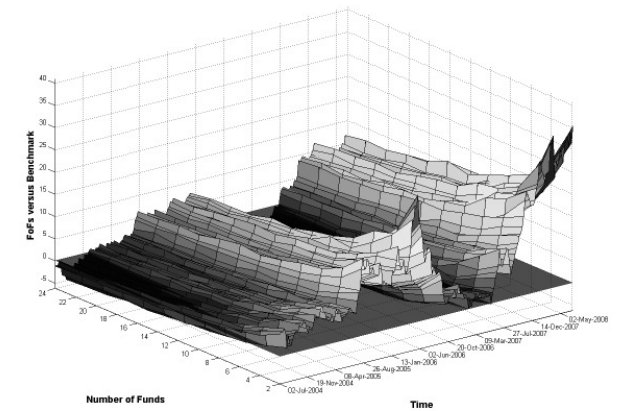 40
35
30
25
20
15
10
5
0
-5
FoFs versus Benchmark
24
22
20
18
16
14
12
10
8
6
4
2
Number of Funds
02-Jul-2004
19-Nov-2004
08-Apr-2005
26-Aug-2005
13-Jan-2006
02-Jun-2006
20-Oct-2006
09-Mar-2007
27-Jul-2007
14-Dec-2007
02-May-2008
Time